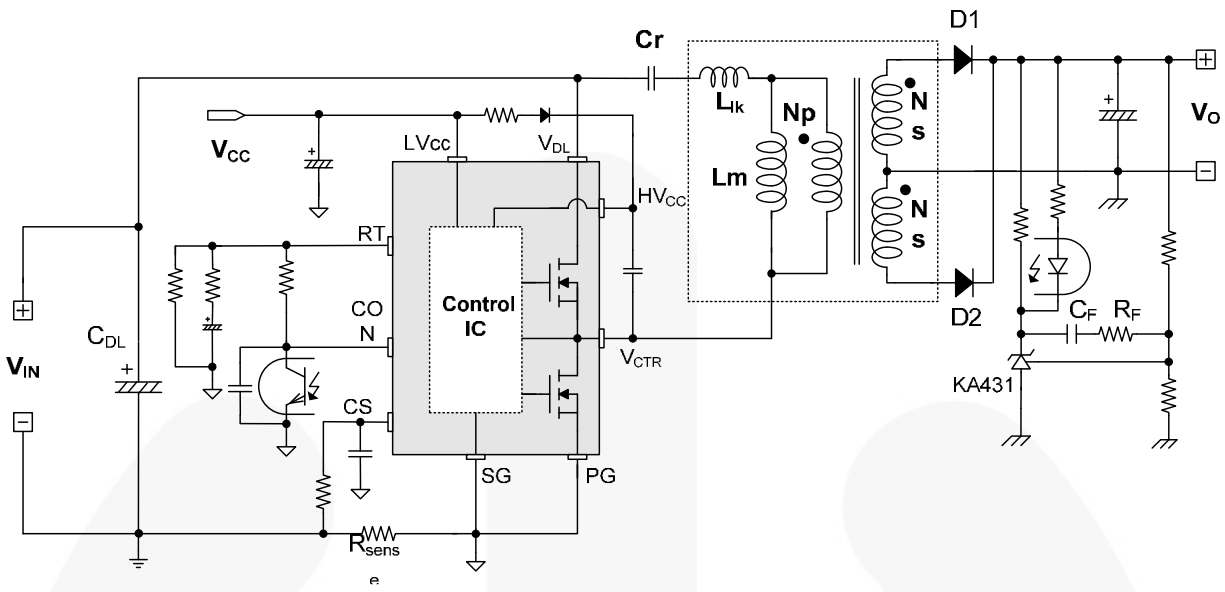 D1
Cr
Llk
Np
N
s
VO
VCC
LVcc
VDL
Lm
HVCC
N
s
RT
CO
N
Control
IC
D2
CDL
VIN
CF
RF
VCTR
KA431
CS
SG
PG
Rsens
e